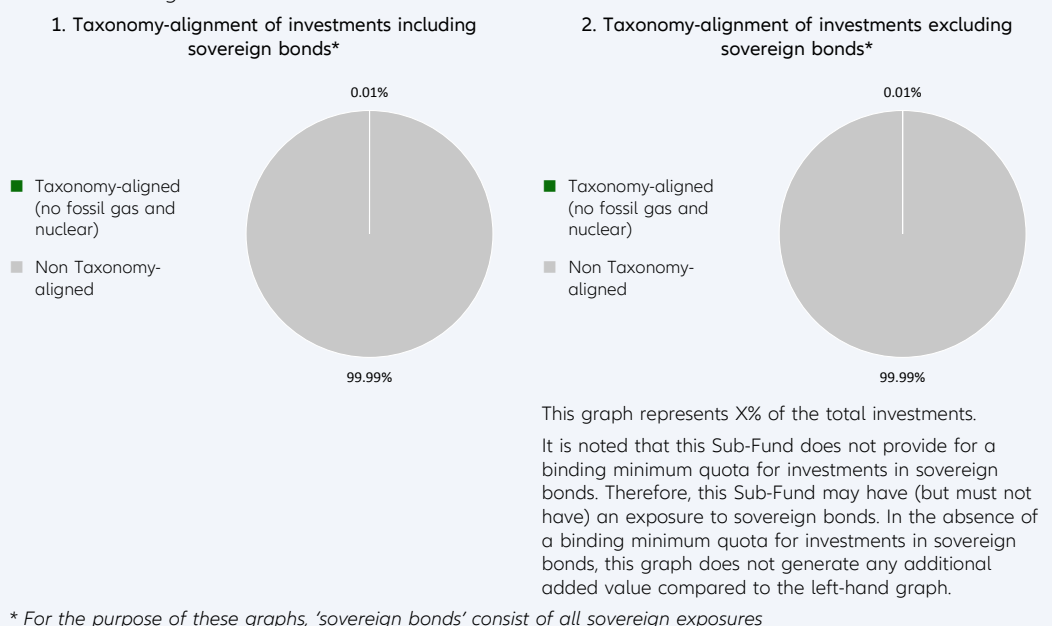 1. Taxonomy-alignment of investments including
sovereign bonds*
0.01%
Taxonomy-aligned
(no fossil gas and
nuclear)
Non Taxonomy-
aligned
99.99%
2. Taxonomy-alignment of investments excluding
sovereign bonds*
0.01%
Taxonomy-aligned
(no fossil gas and
nuclear)
Non Taxonomy-
aligned
99.99%
This graph represents X% of the total investments.
It is noted that this Sub-Fund does not provide for a
binding minimum quota for investments in sovereign
bonds. Therefore, this Sub-Fund may have (but must not
have) an exposure to sovereign bonds. In the absence of
a binding minimum quota for investments in sovereign
bonds, this graph does not generate any additional
added value compared to the left-hand graph.
* For the purpose of these graphs, ‘sovereign bonds’ consist of all sovereign exposures